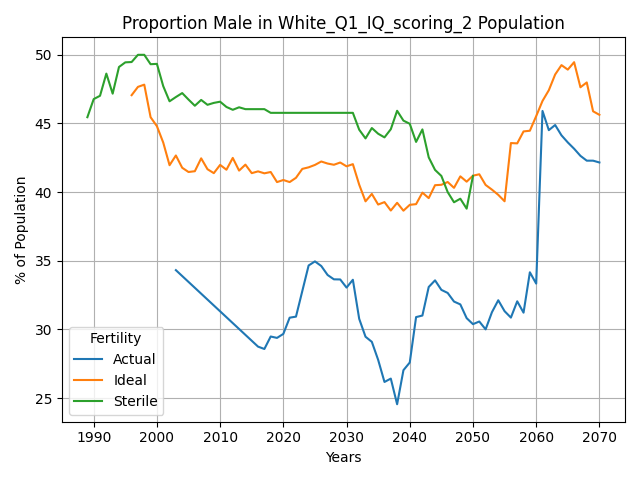 Proportion Male in White_Q1_IQ_scoring_2 Population
% of Population
50
45
40
35
30
25
Fertility
Actual
Ideal
Sterile
1990 2000 2010 2020 2030 2040 2050 2060 2070
Years